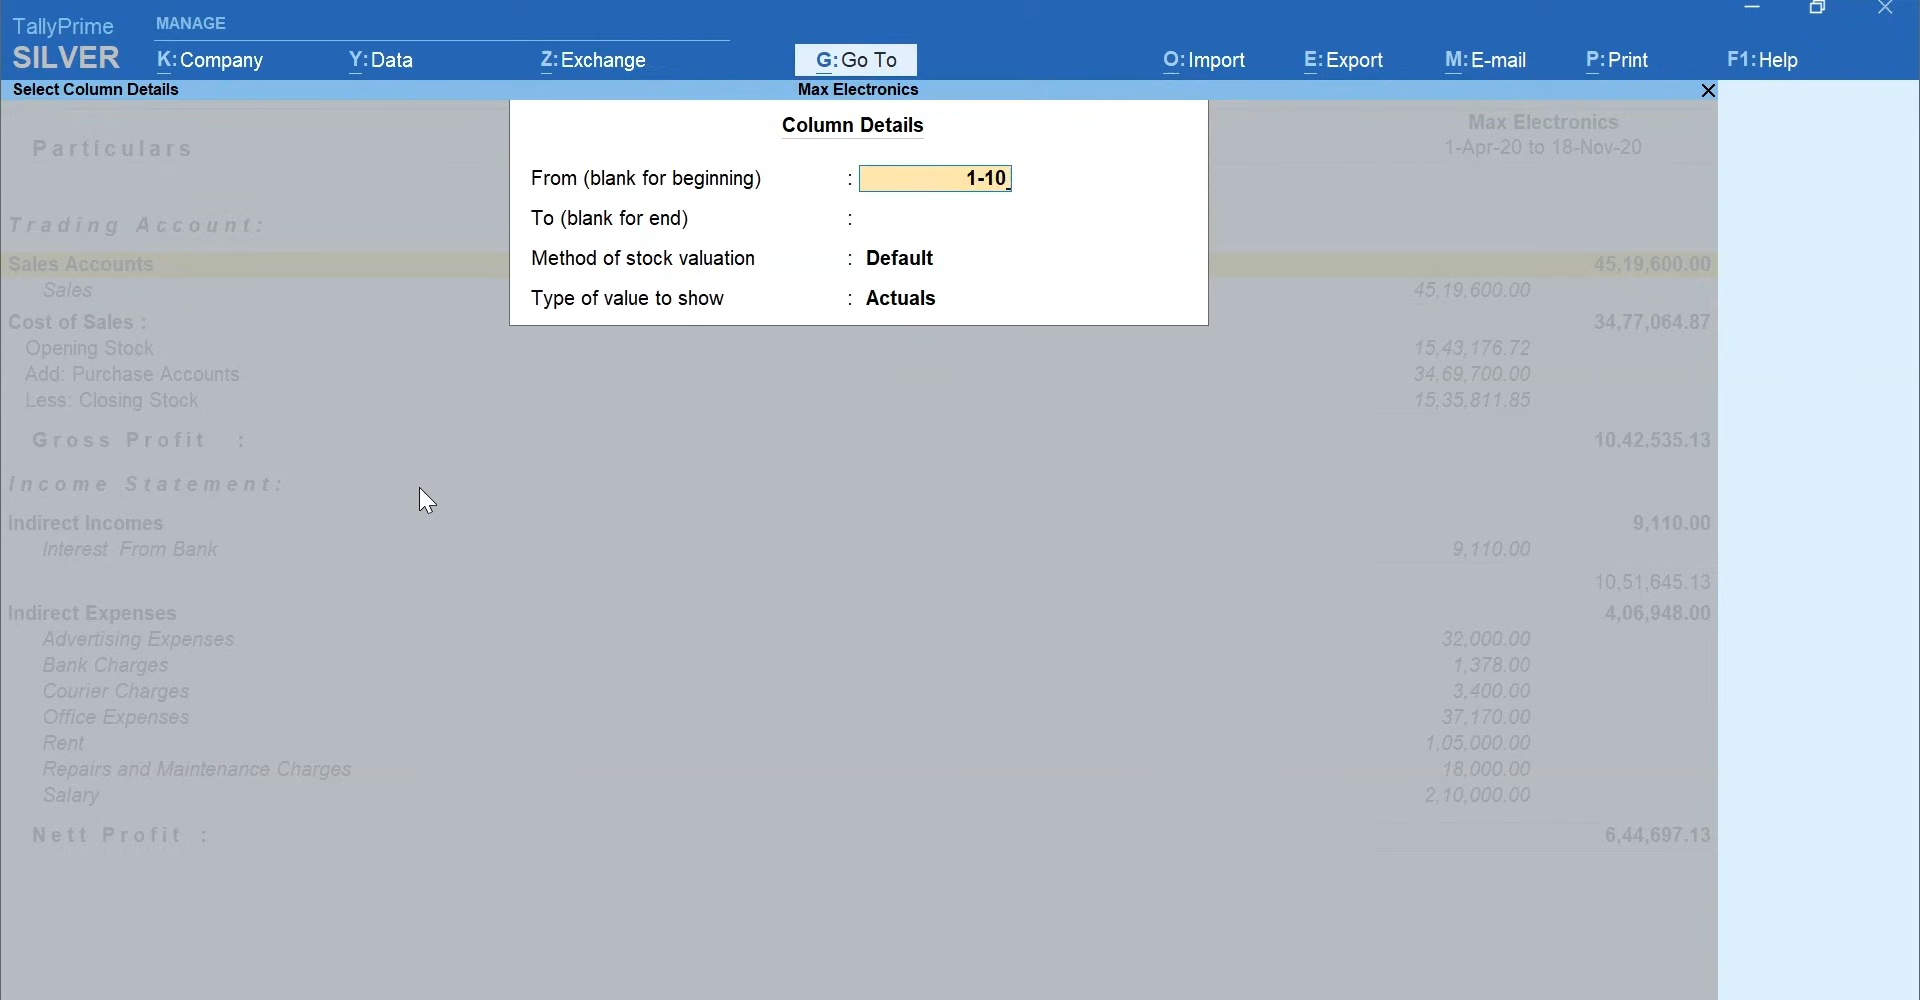 TallyPrime
SILVER
MANAGE
K:Company Y:Data Z:Exchange G:Go To O:Import E:Export M:E-mail P:Print F1:Help
Select Column Details Max Electronics
Column Details
From (blank for beginning) : 1-10
To (blank for end) :
Method of stock valuation : Default
Type of value to show : Actuals
Particulars Max Electronics
1-Apr-20 to 18-Nov-20
Trading Account:
Sales Accounts 45,19,600.00
Sales 45,19,600.00
Cost of Sales : 34,77,064.87
Opening Stock 15,43,176.72
Add: Purchase Accounts 34,69,700.00
Less: Closing Stock 15,35,811.85
Gross Profit : 10,42,535.13
Income Statement:
Indirect Incomes 9,110.00
Interest From Bank 9,110.00
10,51,645.13
Indirect Expenses 4,06,948.00
Advertising Expenses 32,000.00
Bank Charges 1,378.00
Courier Charges 3,400.00
Office Expenses 37,170.00
Rent 1,05,000.00
Repairs and Maintenance Charges 18,000.00
Salary 2,10,000.00
Nett Profit : 6,44,697.13